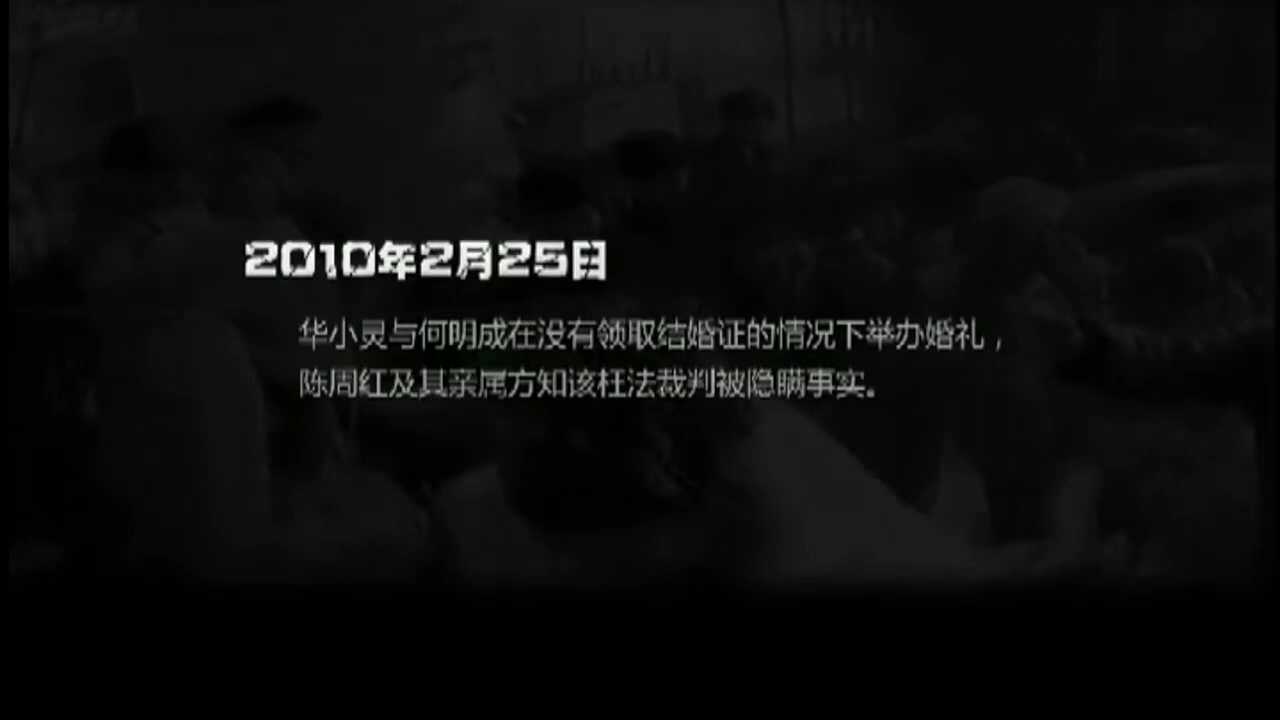 2010年2月25日
华小灵与何明成在没有领取结婚证的情况下举办婚礼，
陈周红及其亲属方知该枉法裁判被隐瞒事实。